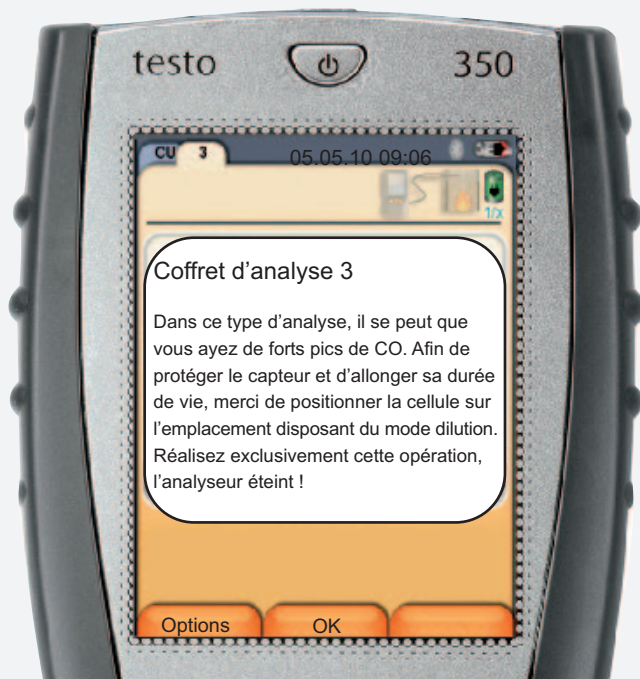 testo 350
CU 3 05.05.10 09:06
1/x
Coffret d'analyse 3
Dans ce type d'analyse, il se peut que
vous ayez de forts pics de CO. Afin de
protéger le capteur et d'allonger sa durée
de vie, merci de positionner la cellule sur
l'emplacement disposant du mode dilution.
Réalisez exclusivement cette opération,
l'analyseur éteint !
Options OK